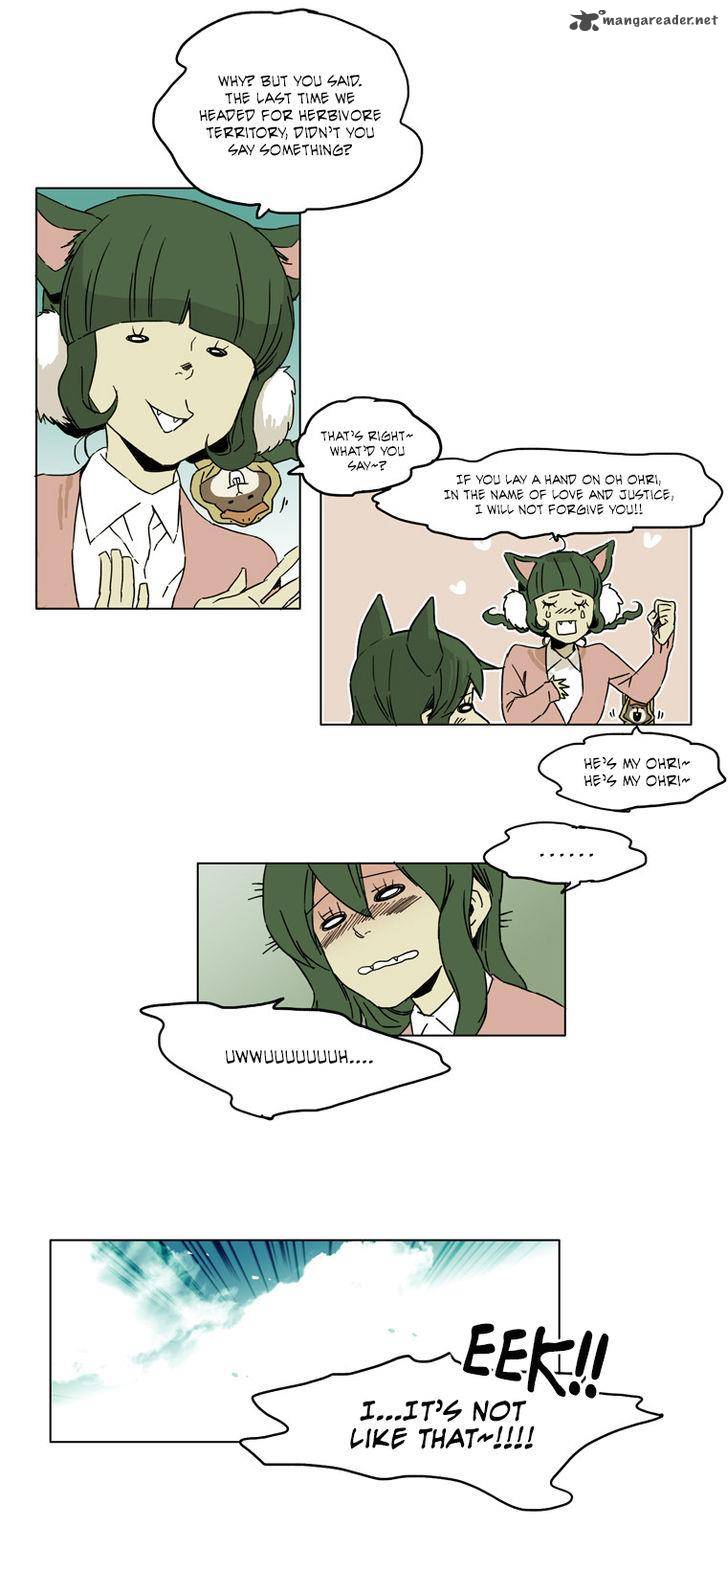 mangareader.net
WHY? BUT YOU SAID.
THE LAST TIME WE
HEADED FOR HERBIVORE
TERRITORY, DIDN'T YOU
SAY SOMETHING?
THAT'S RIGHT~
WHAT'D YOU
SAY~?
IF YOU LAY A HAND ON OH OHRI,
IN THE NAME OF LOVE AND JUSTICE,
I WILL NOT FORGIVE YOU!!
HE'S MY OHRI~
HE'S MY OHRI~
......
UWWUUUUUUUH....
EEK!!
I...IT'S NOT
LIKE THAT~!!!!